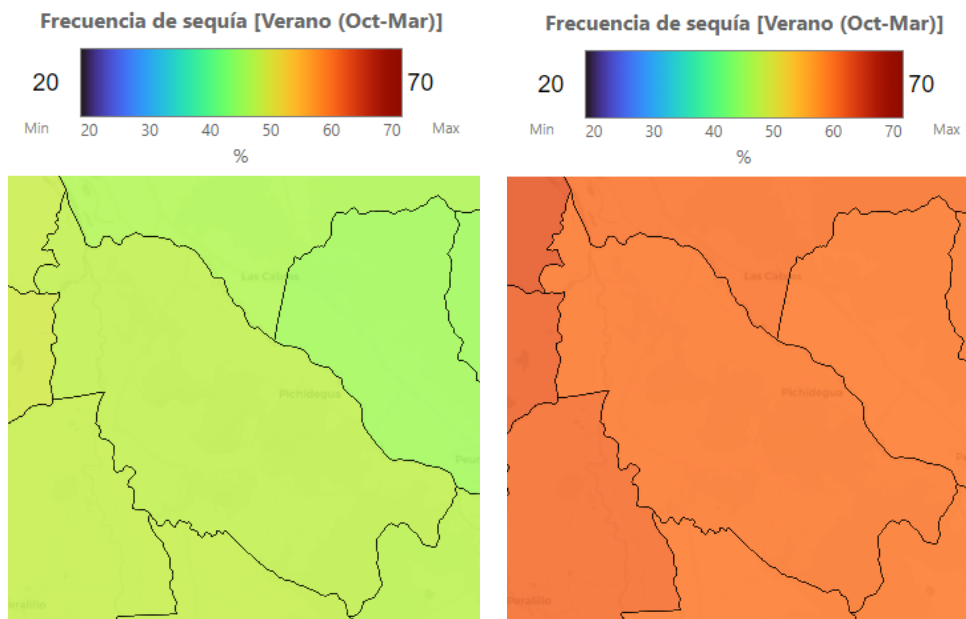 Frecuencia de sequía [Verano (Oct-Mar)]
20 70
Min 20 30 40 50 60 70 Max
%
Las Cabras
Pichidegua
Peralillo
Frecuencia de sequía [Verano (Oct-Mar)]
20 70
Min 20 30 40 50 60 70 Max
%
Las Cabras
Pichidegua
Peralillo